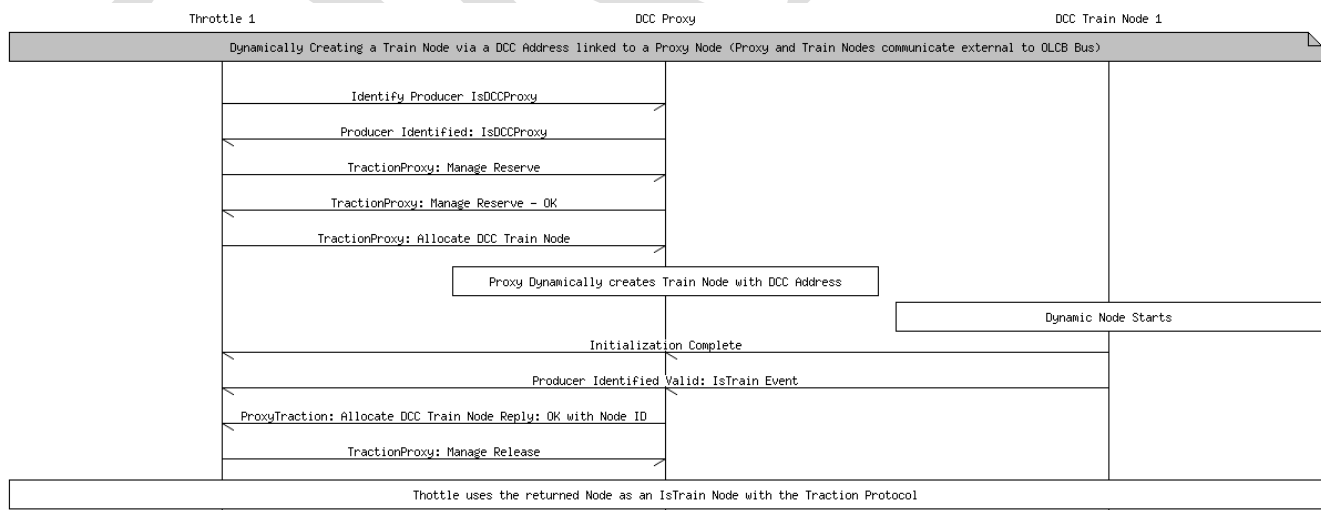 Throttle 1 DCC Proxy DCC Train Node 1
Dynamically Creating a Train Node via a DCC Address linked to a Proxy Node (Proxy and Train Nodes communicate external to OLCB Bus)
Identify Producer IsDCCProxy
Producer Identified: IsDCCProxy
TractionProxy: Manage Reserve
TractionProxy: Manage Reserve - OK
TractionProxy: Allocate DCC Train Node
Proxy Dynamically creates Train Node with DCC Address
Dynamic Node Starts
Initialization Complete
Producer Identified Valid: IsTrain Event
ProxyTraction: Allocate DCC Train Node Reply: OK with Node ID
TractionProxy: Manage Release
Thottle uses the returned Node as an IsTrain Node with the Traction Protocol